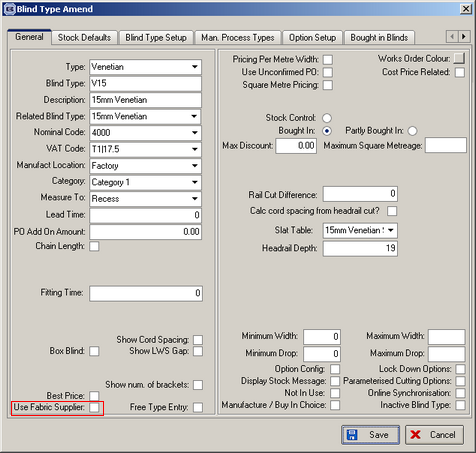 Blind Type Amend
General Stock Defaults Blind Type Setup Man. Process Types Option Setup Bought in Blinds
Type: Venetian
Blind Type: V15
Description: 15mm Venetian
Related Blind Type: 15mm Venetian
Nominal Code: 4000
VAT Code: T1|17.5
Manufact Location: Factory
Category: Category 1
Measure To: Recess
Lead Time: 0
PO Add On Amount: 0.00
Chain Length:
Fitting Time: 0
Show Cord Spacing:
Box Blind: Show LWS Gap:
Show num. of brackets:
Best Price:
Use Fabric Supplier: Free Type Entry:
Pricing Per Metre Width: Works Order Colour:
Use Unconfirmed PO: Cost Price Related:
Square Metre Pricing:
Stock Control:
Bought In: Partly Bought In:
Max Discount: 0.00 Maximum Square Metreage:
Rail Cut Difference: 0
Calc cord spacing from headrail cut?
Slat Table: 15mm Venetian
Headrail Depth: 19
Minimum Width: 0 Maximum Width:
Minimum Drop: 0 Maximum Drop:
Option Config: Lock Down Options:
Display Stock Message: Parameterised Cutting Options:
Not In Use: Online Synchronisation:
Manufacture / Buy In Choice: Inactive Blind Type:
Save Cancel